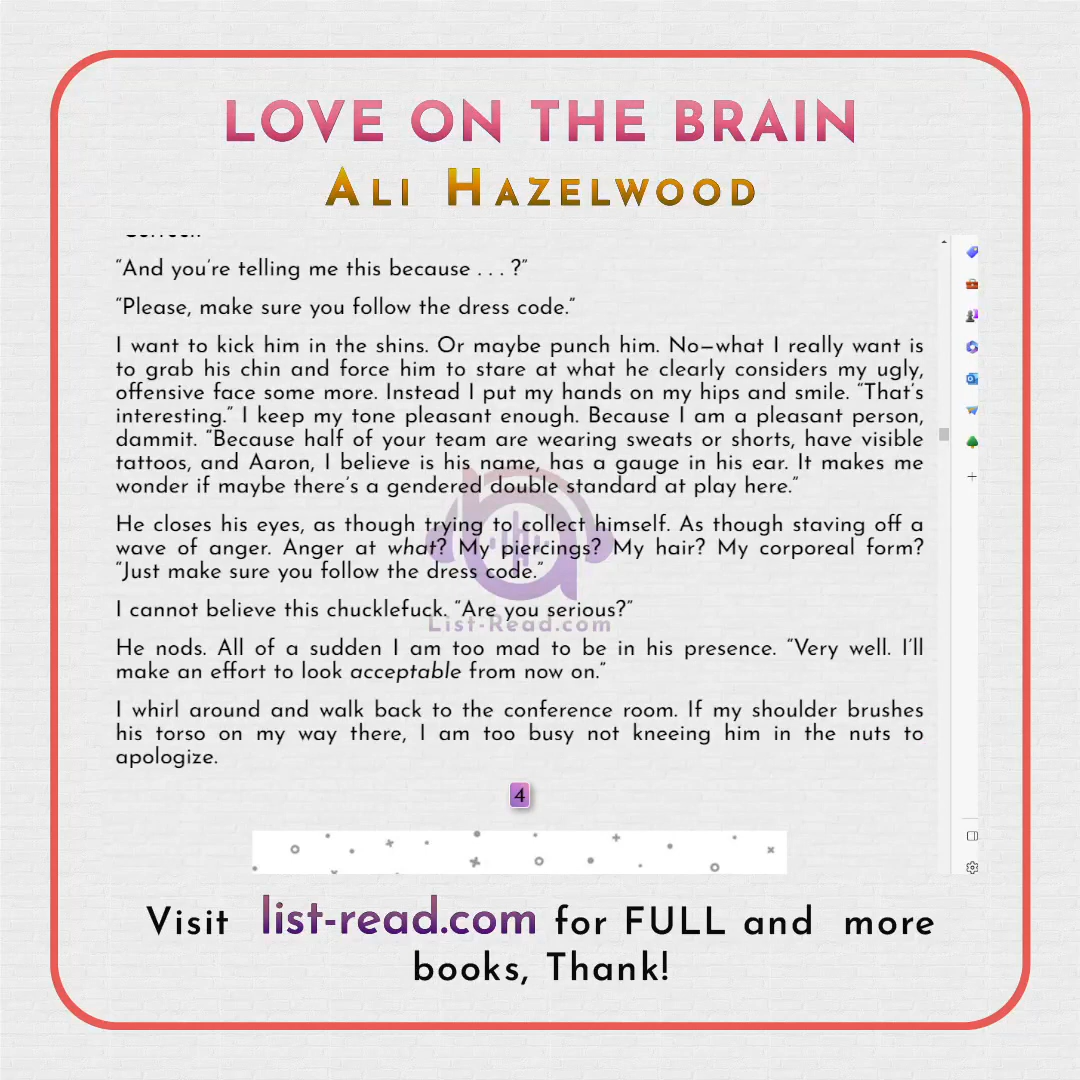 LOVE ON THE BRAIN
ALI HAZELWOOD
“And you’re telling me this because . . . ?”
“Please, make sure you follow the dress code.”
I want to kick him in the shins. Or maybe punch him. No—what I really want is
to grab his chin and force him to stare at what he clearly considers my ugly,
offensive face some more. Instead I put my hands on my hips and smile. “That’s
interesting.” I keep my tone pleasant enough. Because I am a pleasant person,
dammit. “Because half of your team are wearing sweats or shorts, have visible
tattoos, and Aaron, I believe is his name, has a gauge in his ear. It makes me
wonder if maybe there’s a gendered double standard at play here.”
He closes his eyes, as though trying to collect himself. As though staving off a
wave of anger. Anger at what? My piercings? My hair? My corporeal form?
“Just make sure you follow the dress code.”
I cannot believe this chucklefuck. “Are you serious?”
List-Read.com
He nods. All of a sudden I am too mad to be in his presence. “Very well. I’ll
make an effort to look acceptable from now on.”
I whirl around and walk back to the conference room. If my shoulder brushes
his torso on my way there, I am too busy not kneeing him in the nuts to
apologize.
4
Visit list-read.com for FULL and more
books, Thank!